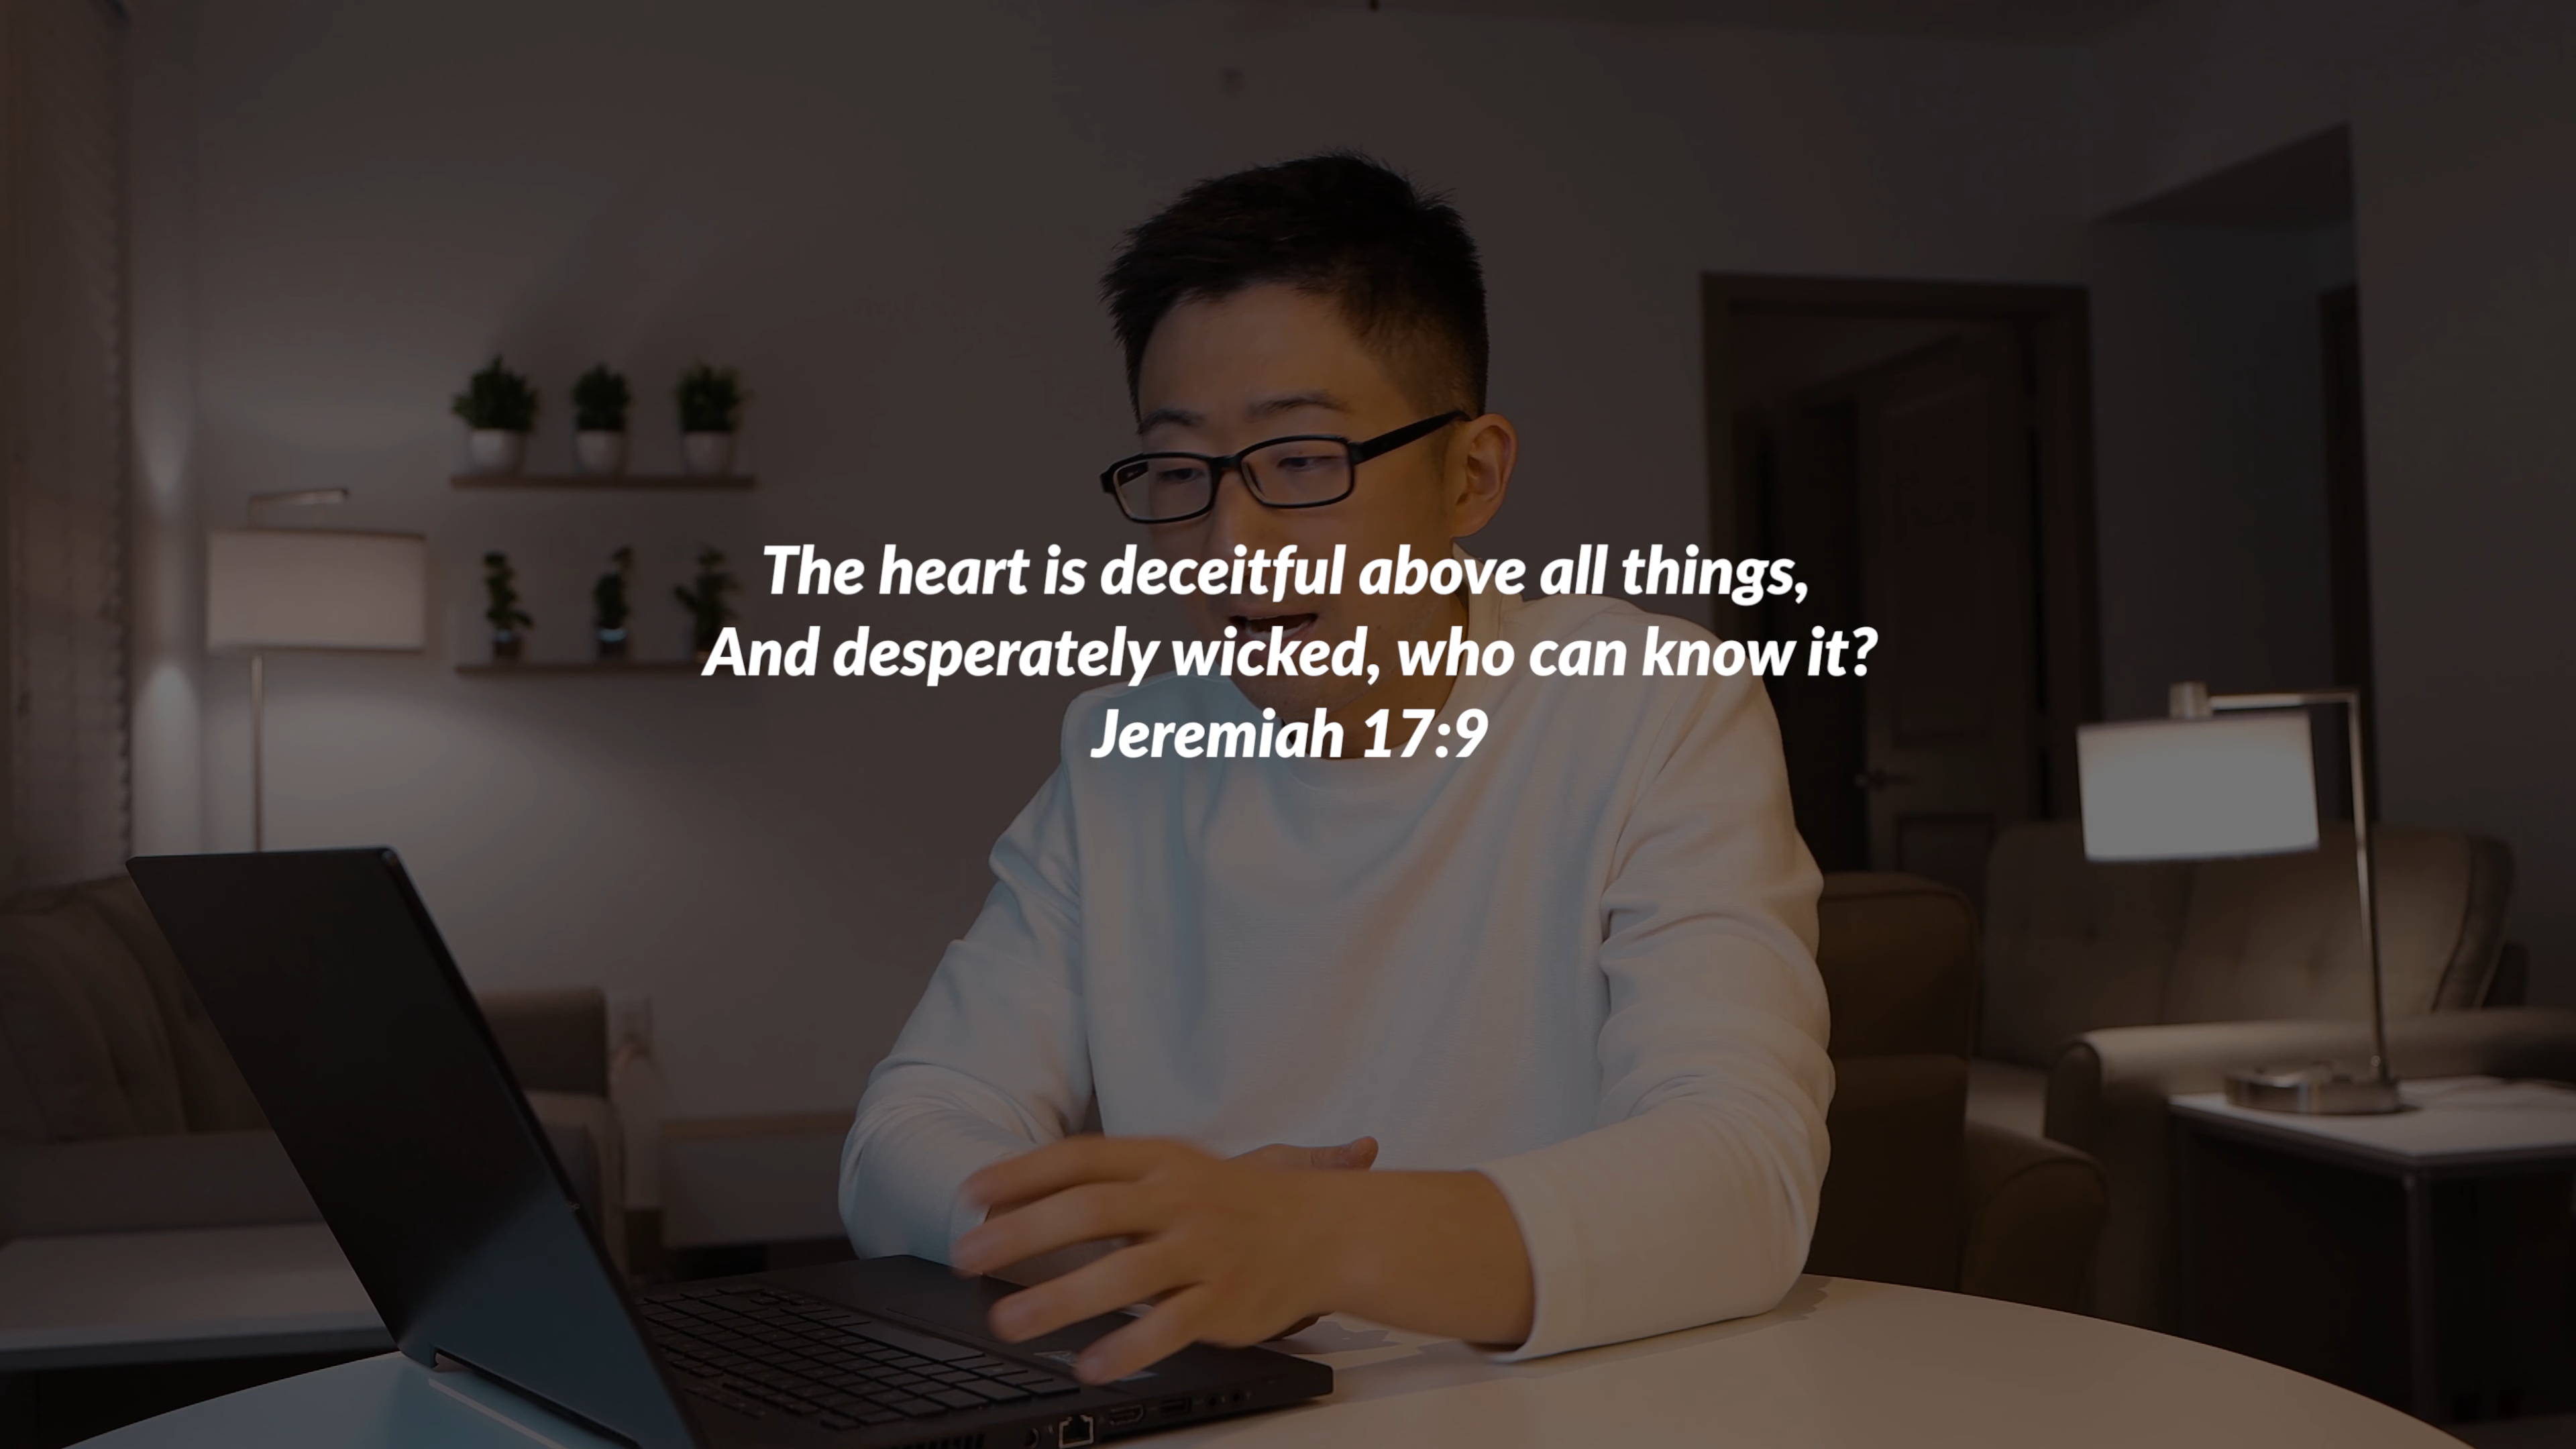 The heart is deceitful above all things,
And desperately wicked, who can know it?
Jeremiah 17:9